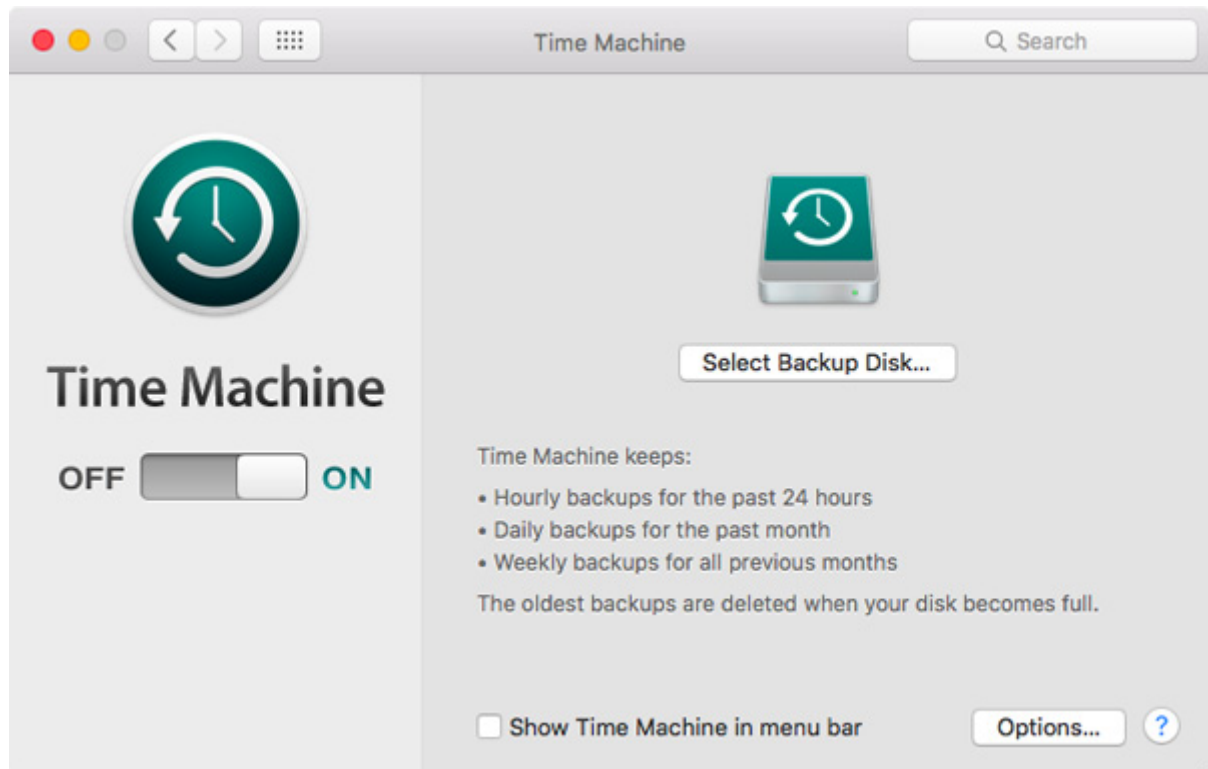 Time Machine
Search
Time Machine
OFF ON
Select Backup Disk...
Time Machine keeps:
• Hourly backups for the past 24 hours
• Daily backups for the past month
• Weekly backups for all previous months
The oldest backups are deleted when your disk becomes full.
Show Time Machine in menu bar
Options...
?